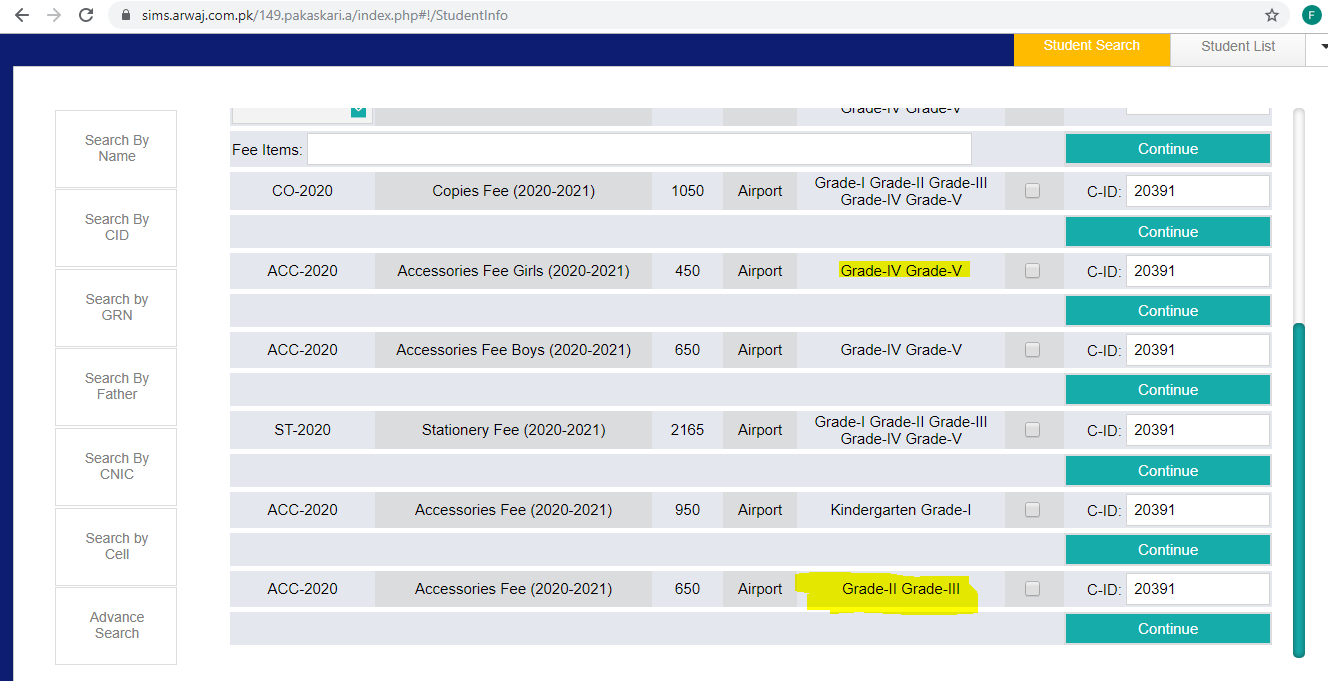 sims.arwaj.com.pk/149.pakaskari.a/index.php#!/StudentInfo
F
Student Search
Student List
Search By
Name
Search By
CID
Search by
GRN
Search By
Father
Search By
CNIC
Search by
Cell
Advance
Search
Grade-IV Grade-V
Fee Items:
Continue
CO-2020 Copies Fee (2020-2021) 1050 Airport Grade-I Grade-II Grade-III
Grade-IV Grade-V C-ID: 20391
Continue
ACC-2020 Accessories Fee Girls (2020-2021) 450 Airport Grade-IV Grade-V C-ID: 20391
Continue
ACC-2020 Accessories Fee Boys (2020-2021) 650 Airport Grade-IV Grade-V C-ID: 20391
Continue
ST-2020 Stationery Fee (2020-2021) 2165 Airport Grade-I Grade-II Grade-III
Grade-IV Grade-V C-ID: 20391
Continue
ACC-2020 Accessories Fee (2020-2021) 950 Airport Kindergarten Grade-I C-ID: 20391
Continue
ACC-2020 Accessories Fee (2020-2021) 650 Airport Grade-II Grade-III C-ID: 20391
Continue